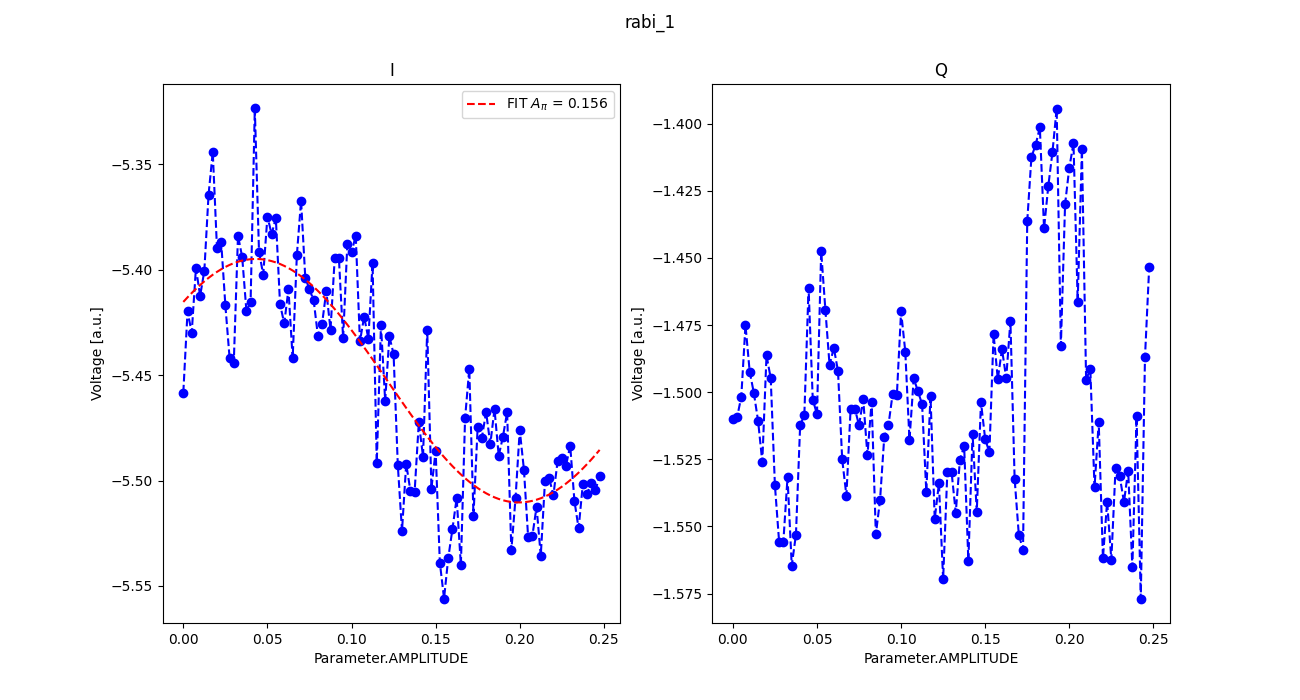 rabi_1
I
FIT Aπ = 0.156
Voltage [a.u.]
−5.35
−5.40
−5.45
−5.50
−5.55
0.00 0.05 0.10 0.15 0.20 0.25
Parameter.AMPLITUDE
Q
Voltage [a.u.]
−1.400
−1.425
−1.450
−1.475
−1.500
−1.525
−1.550
−1.575
0.00 0.05 0.10 0.15 0.20 0.25
Parameter.AMPLITUDE